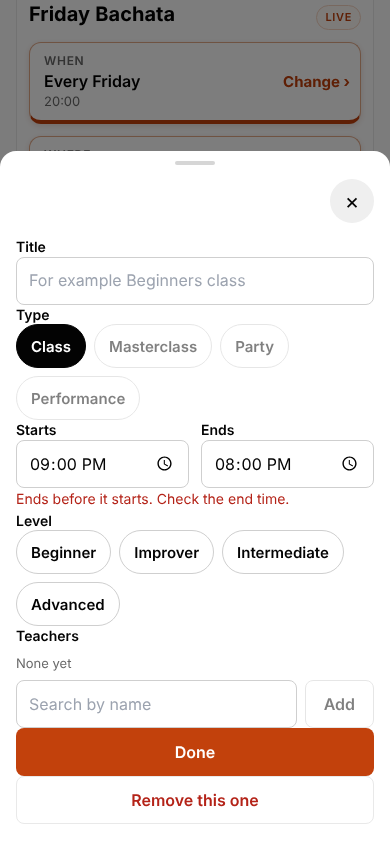 Friday Bachata
LIVE
WHEN
Every Friday
Change ›
20:00
×
Title
For example Beginners class
Type
Class Masterclass Party
Performance
Starts Ends
09:00 PM 08:00 PM
Ends before it starts. Check the end time.
Level
Beginner Improver Intermediate
Advanced
Teachers
None yet
Search by name Add
Done
Remove this one